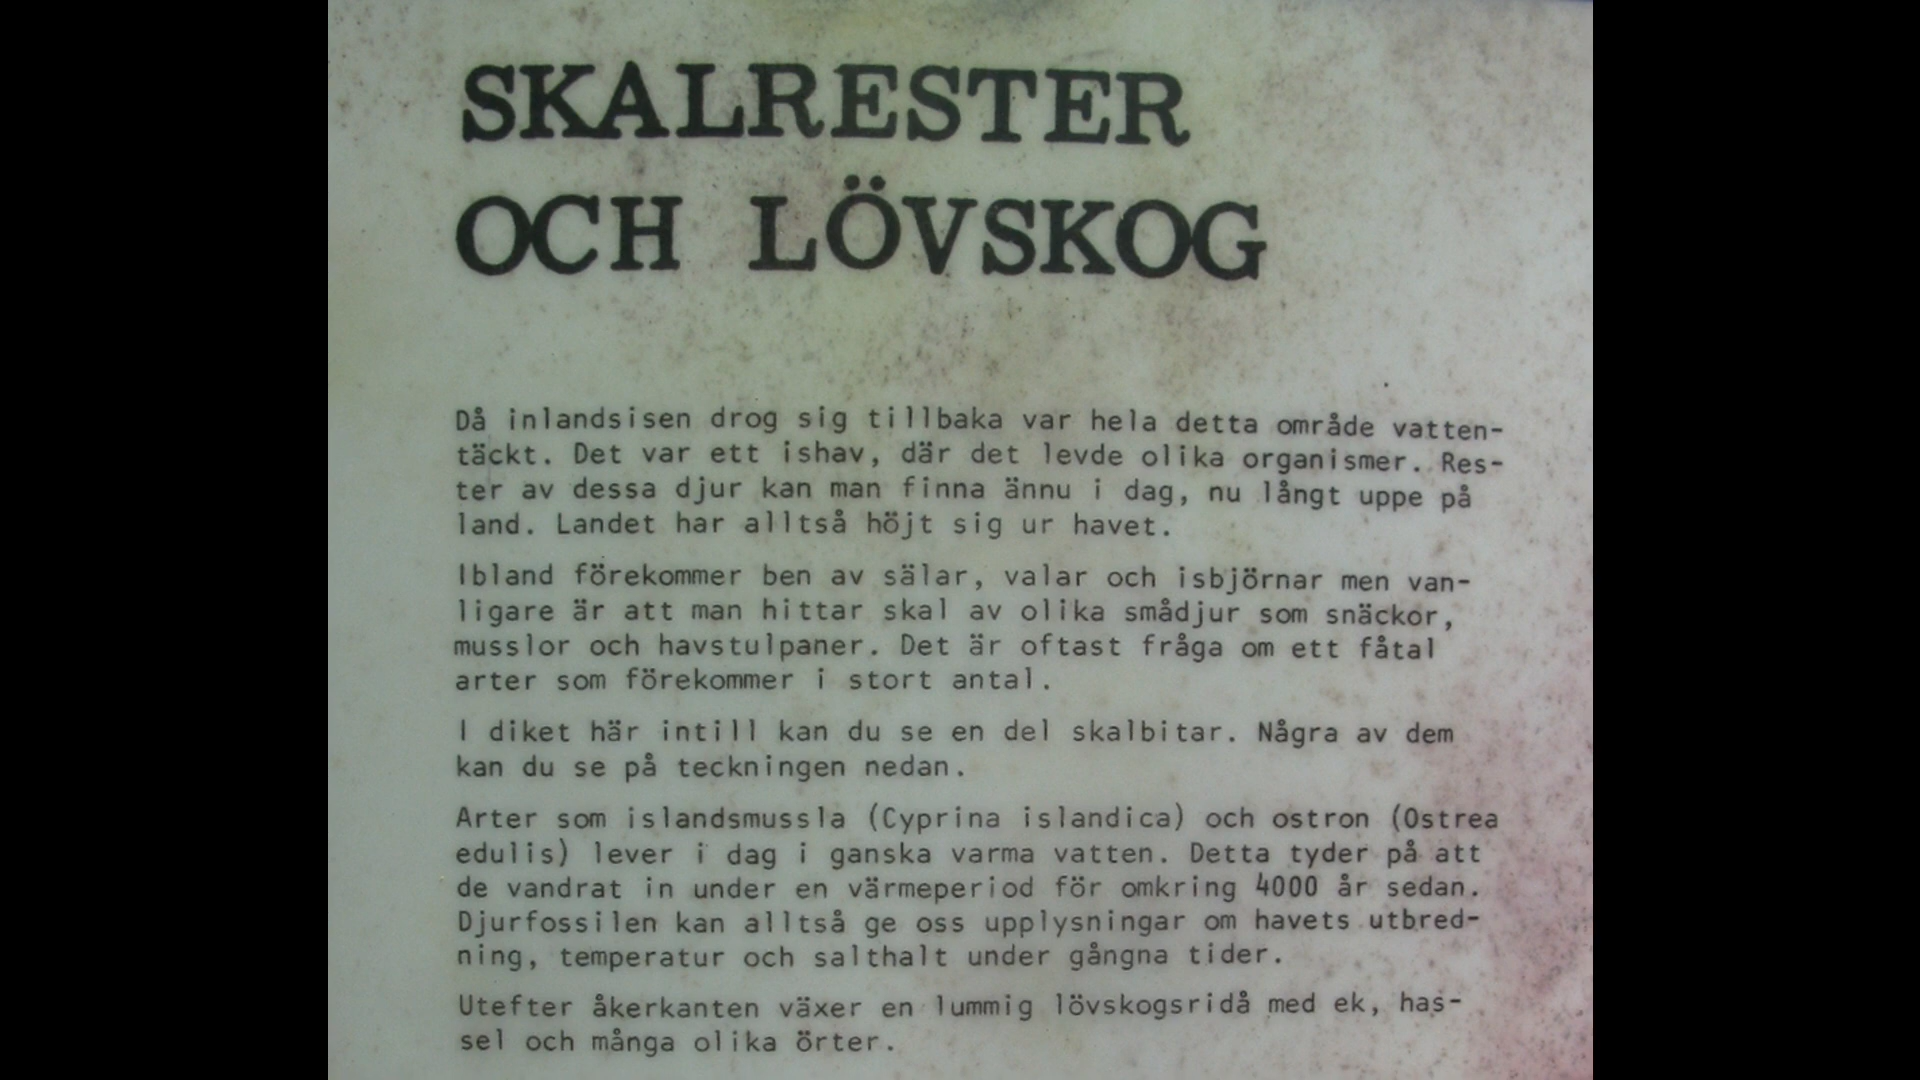 SKALRESTER
OCH LÖVSKOG
Då inlandsisen drog sig tillbaka var hela detta område vatten-
täckt. Det var ett ishav, där det levde olika organismer. Res-
ter av dessa djur kan man finna ännu i dag, nu långt uppe på
land. Landet har alltså höjt sig ur havet.
Ibland förekommer ben av sälar, valar och isbjörnar men van-
ligare är att man hittar skal av olika smådjur som snäckor,
musslor och havstulpaner. Det är oftast fråga om ett fåtal
arter som förekommer i stort antal.
I diket här intill kan du se en del skalbitar. Några av dem
kan du se på teckningen nedan.
Arter som islandsmussla (Cyprina islandica) och ostron (Ostrea
edulis) lever i dag i ganska varma vatten. Detta tyder på att
de vandrat in under en värmeperiod för omkring 4000 år sedan.
Djurfossilen kan alltså ge oss upplysningar om havets utbred-
ning, temperatur och salthalt under gångna tider.
Utefter åkerkanten växer en lummig lövskogsridå med ek, has-
sel och många olika örter.